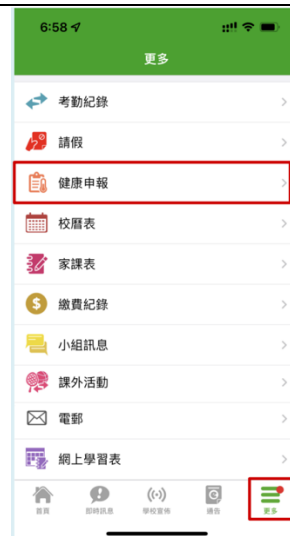 6:58
更多
考勤紀錄
請假
健康申報
校曆表
家課表
繳費紀錄
小組訊息
課外活動
電郵
網上學習表
首頁
即時訊息
學校宣佈
通告
更多